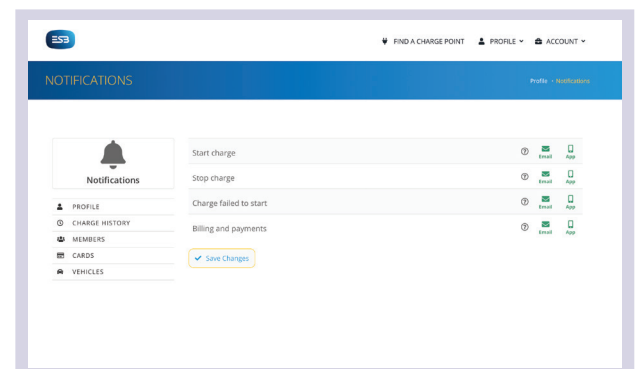 ESB
FIND A CHARGE POINT PROFILE ACCOUNT
NOTIFICATIONS
Profile • Notifications
Notifications
PROFILE
CHARGE HISTORY
MEMBERS
CARDS
VEHICLES
Start charge ? Email App
Stop charge ? Email App
Charge failed to start ? Email App
Billing and payments ? Email App
Save Changes